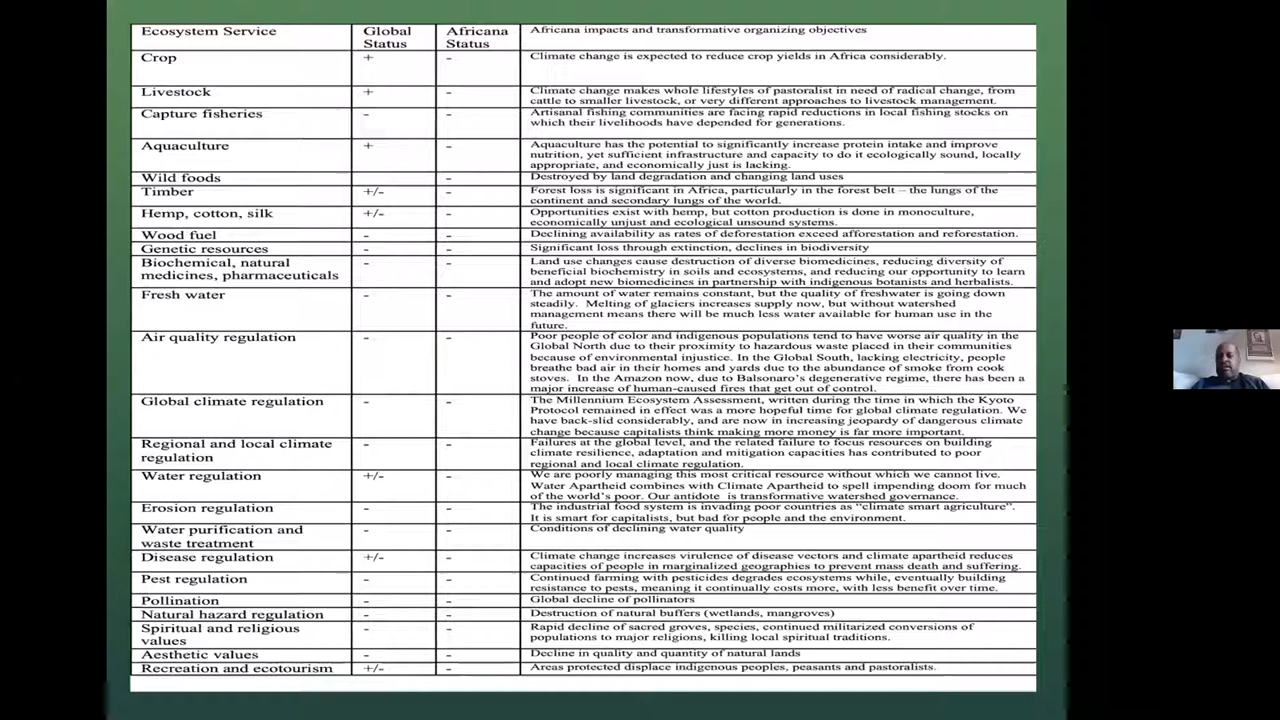 Ecosystem Service Global Status Africana Status Africana impacts and transformative organizing objectives
Crop + - Climate change is expected to reduce crop yields in Africa considerably.
Livestock + - Climate change makes whole lifestyles of pastoralist in need of radical change, from
cattle to smaller livestock, or very different approaches to livestock management.
Capture fisheries - - Artisanal fishing communities are facing rapid reductions in local fishing stocks on
which their livelihoods have depended for generations.
Aquaculture + - Aquaculture has the potential to significantly increase protein intake and improve
nutrition, yet sufficient infrastructure and capacity to do it ecologically sound, locally
appropriate, and economically just is lacking.
Wild foods - Destroyed by land degradation and changing land uses
Timber +/- - Forest loss is significant in Africa, particularly in the forest belt – the lungs of the
continent and secondary lungs of the world.
Hemp, cotton, silk +/- - Opportunities exist with hemp, but cotton production is done in monoculture,
economically unjust and ecological unsound systems.
Wood fuel - - Declining availability as rates of deforestation exceed afforestation and reforestation.
Genetic resources - - Significant loss through extinction, declines in biodiversity
Biochemical, natural - - Land use changes cause destruction of diverse biomedicines, reducing diversity of
medicines, pharmaceuticals beneficial biochemistry in soils and ecosystems, and reducing our opportunity to learn
and adopt new biomedicines in partnership with indigenous botanists and herbalists.
Fresh water - - The amount of water remains constant, but the quality of freshwater is going down
steadily. Melting of glaciers increases supply now, but without watershed
management means there will be much less water available for human use in the
future.
Air quality regulation - - Poor people of color and indigenous populations tend to have worse air quality in the
Global North due to their proximity to hazardous waste placed in their communities
because of environmental injustice. In the Global South, lacking electricity, people
breathe bad air in their homes and yards due to the abundance of smoke from cook
stoves. In the Amazon now, due to Balsonaro's degenerative regime, there has been a
major increase of human-caused fires that get out of control.
Global climate regulation - - The Millennium Ecosystem Assessment, written during the time in which the Kyoto
Protocol remained in effect was a more hopeful time for global climate regulation. We
have back-slid considerably, and are now in increasing jeopardy of dangerous climate
change because capitalists think making more money is far more important.
Regional and local climate - - Failures at the global level, and the related failure to focus resources on building
regulation climate resilience, adaptation and mitigation capacities has contributed to poor
regional and local climate regulation.
Water regulation +/- - We are poorly managing this most critical resource without which we cannot live.
Water Apartheid combines with Climate Apartheid to spell impending doom for much
of the world's poor. Our antidote is transformative watershed governance.
Erosion regulation - - The industrial food system is invading poor countries as "climate smart agriculture".
It is smart for capitalists, but bad for people and the environment.
Water purification and - - Conditions of declining water quality
waste treatment
Disease regulation +/- - Climate change increases virulence of disease vectors and climate apartheid reduces
capacities of people in marginalized geographies to prevent mass death and suffering.
Pest regulation - - Continued farming with pesticides degrades ecosystems while, eventually building
resistance to pests, meaning it continually costs more, with less benefit over time.
Pollination - - Global decline of pollinators
Natural hazard regulation - - Destruction of natural buffers (wetlands, mangroves)
Spiritual and religious - - Rapid decline of sacred groves, species, continued militarized conversions of
values populations to major religions, killing local spiritual traditions.
Aesthetic values - - Decline in quality and quantity of natural lands
Recreation and ecotourism +/- - Areas protected displace indigenous peoples, peasants and pastoralists.